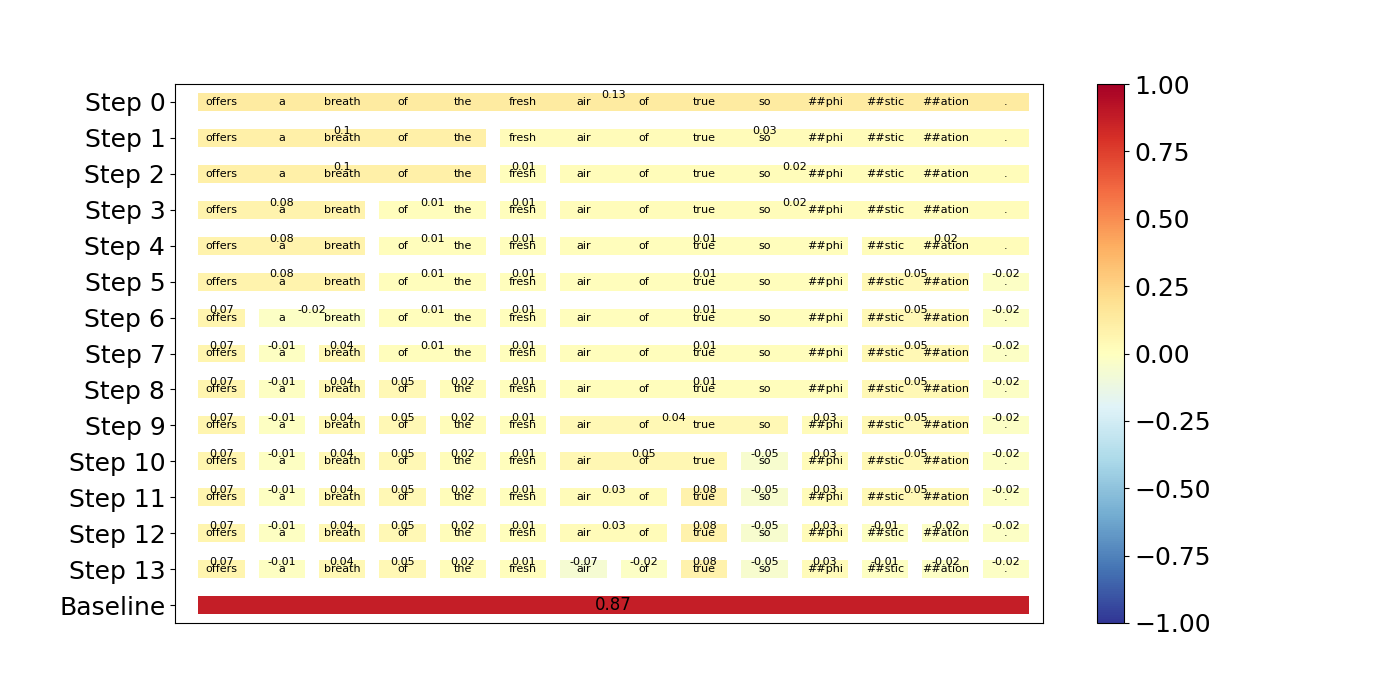 Step 0 offers a breath of the fresh air of true so ##phi ##stic ##ation . 0.13
Step 1 offers a breath of the fresh air of true so ##phi ##stic ##ation . 0.1 0.03
Step 2 offers a breath of the fresh air of true so ##phi ##stic ##ation . 0.1 0.01 0.02
Step 3 offers a breath of the fresh air of true so ##phi ##stic ##ation . 0.08 0.01 0.01 0.02
Step 4 offers a breath of the fresh air of true so ##phi ##stic ##ation . 0.08 0.01 0.01 0.01 0.02
Step 5 offers a breath of the fresh air of true so ##phi ##stic ##ation . 0.08 0.01 0.01 0.01 0.05 -0.02
Step 6 offers a breath of the fresh air of true so ##phi ##stic ##ation . 0.07 -0.02 0.01 0.01 0.01 0.05 -0.02
Step 7 offers a breath of the fresh air of true so ##phi ##stic ##ation . 0.07 -0.01 0.04 0.01 0.01 0.01 0.05 -0.02
Step 8 offers a breath of the fresh air of true so ##phi ##stic ##ation . 0.07 -0.01 0.04 0.05 0.02 0.01 0.01 0.05 -0.02
Step 9 offers a breath of the fresh air of true so ##phi ##stic ##ation . 0.07 -0.01 0.04 0.05 0.02 0.01 0.04 0.03 0.05 -0.02
Step 10 offers a breath of the fresh air of true so ##phi ##stic ##ation . 0.07 -0.01 0.04 0.05 0.02 0.01 0.05 -0.05 0.03 0.05 -0.02
Step 11 offers a breath of the fresh air of true so ##phi ##stic ##ation . 0.07 -0.01 0.04 0.05 0.02 0.01 0.03 0.08 -0.05 0.03 0.05 -0.02
Step 12 offers a breath of the fresh air of true so ##phi ##stic ##ation . 0.07 -0.01 0.04 0.05 0.02 0.01 0.03 0.08 -0.05 0.03 -0.01 -0.02 -0.02
Step 13 offers a breath of the fresh air of true so ##phi ##stic ##ation . 0.07 -0.01 0.04 0.05 0.02 0.01 -0.07 -0.02 0.08 -0.05 0.03 -0.01 -0.02 -0.02
Baseline 0.87
1.00
0.75
0.50
0.25
0.00
−0.25
−0.50
−0.75
−1.00